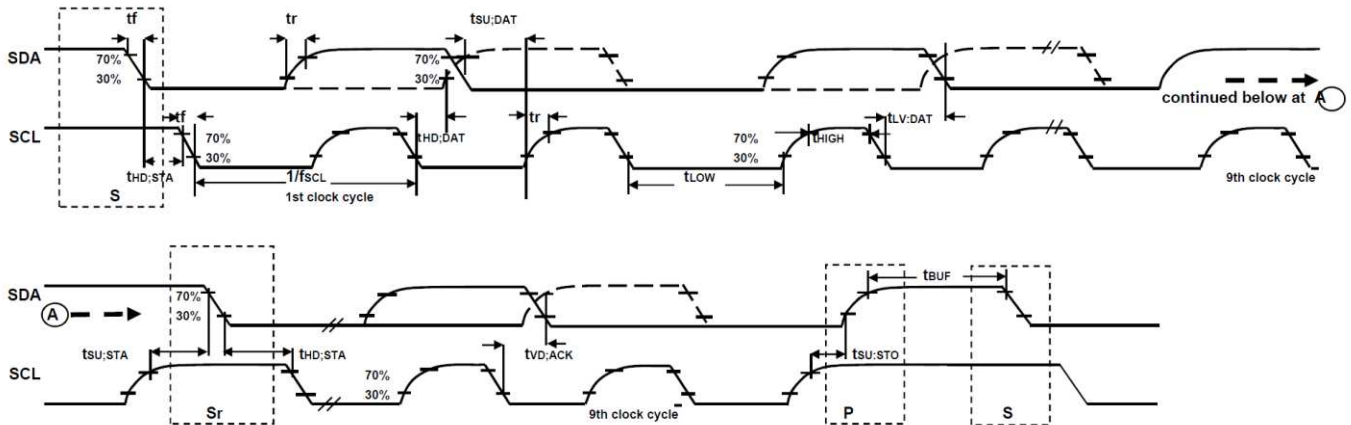 tf tr tSU;DAT
SDA 70% 30% 70% 30%
continued below at A
tf tHD;DAT tr tHIGH tLV:DAT
SCL 70% 30% 70% 30%
tHD;STA 1/fSCL tLOW
S 1st clock cycle 9th clock cycle
tBUF
SDA 70% 30%
A
tSU;STA tHD;STA tVD;ACK tSU:STO
SCL 70% 30%
Sr 9th clock cycle P S